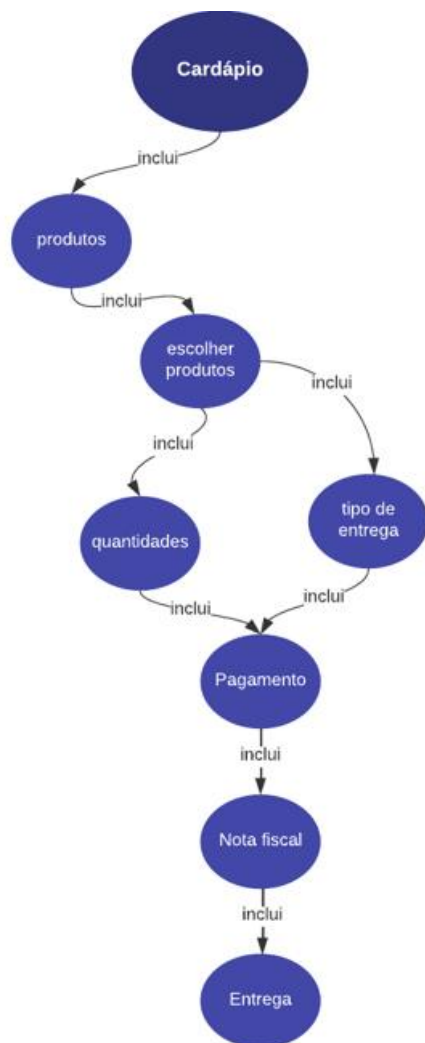 Cardápio
inclui
produtos
inclui
escolher
produtos
inclui
inclui
quantidades
tipo de
entrega
inclui
inclui
Pagamento
inclui
Nota fiscal
inclui
Entrega